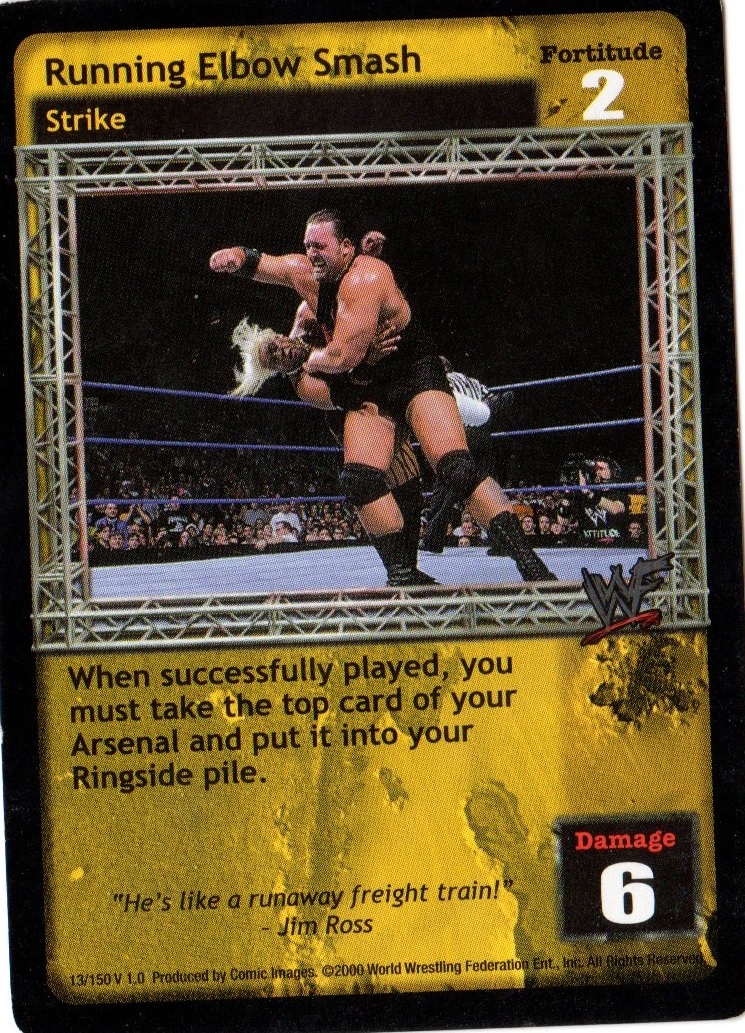 Running Elbow Smash
Fortitude
2
Strike
ATTITUDE
WF
When successfully played, you
must take the top card of your
Arsenal and put it into your
Ringside pile.
Damage
6
"He's like a runaway freight train!"
- Jim Ross
13/150 V 1.0 Produced by Comic Images. ©2000 World Wrestling Federation Ent., Inc. All Rights Reserved